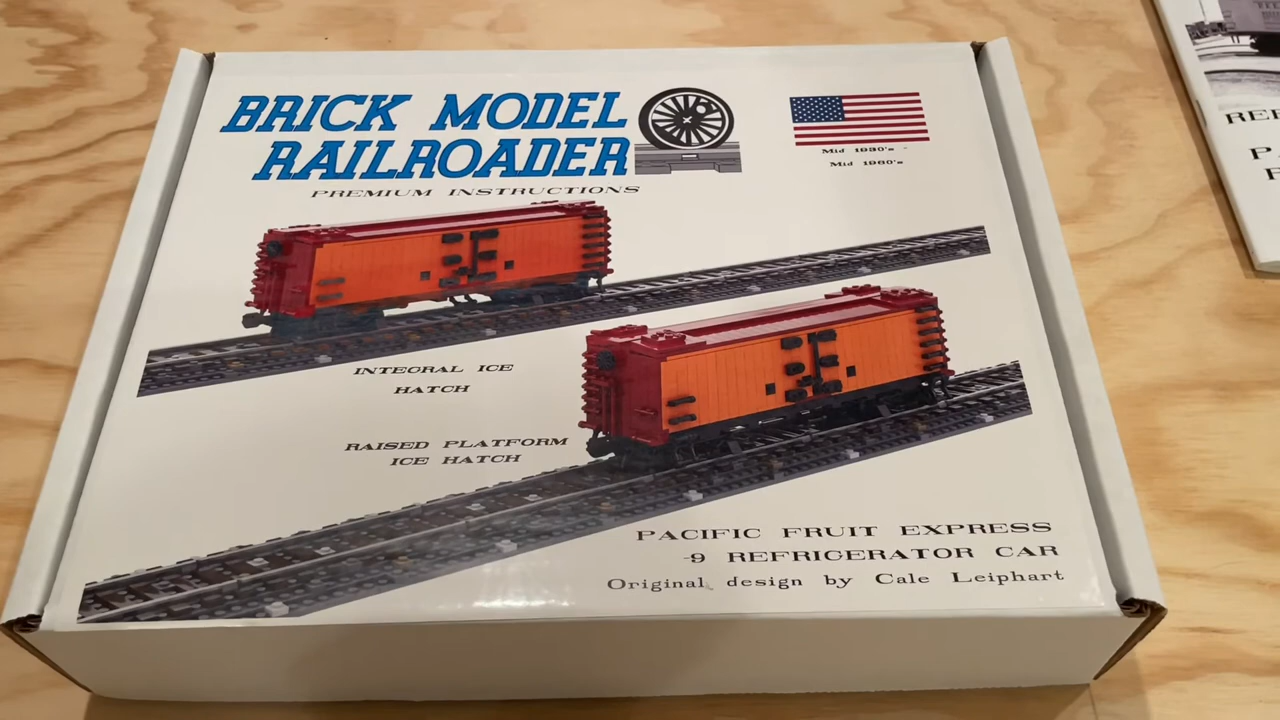 BRICK MODEL
RAILROADER
PREMIUM INSTRUCTIONS
Mid 1930's -
Mid 1960's
INTEGRAL ICE
HATCH
RAISED PLATFORM
ICE HATCH
PACIFIC FRUIT EXPRESS
-9 REFRIGERATOR CAR
Original design by Cale Leiphart